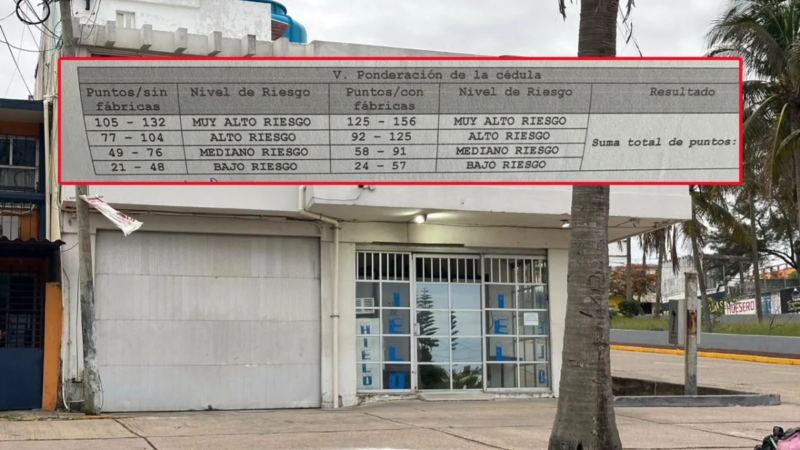 V. Ponderación de la cédula
Puntos/sin fábricas Nivel de Riesgo Puntos/con fábricas Nivel de Riesgo Resultado
105 - 132 MUY ALTO RIESGO 125 - 156 MUY ALTO RIESGO Suma total de puntos:
77 - 104 ALTO RIESGO 92 - 125 ALTO RIESGO
49 - 76 MEDIANO RIESGO 58 - 91 MEDIANO RIESGO
21 - 48 BAJO RIESGO 24 - 57 BAJO RIESGO
HIELO
HUESERO